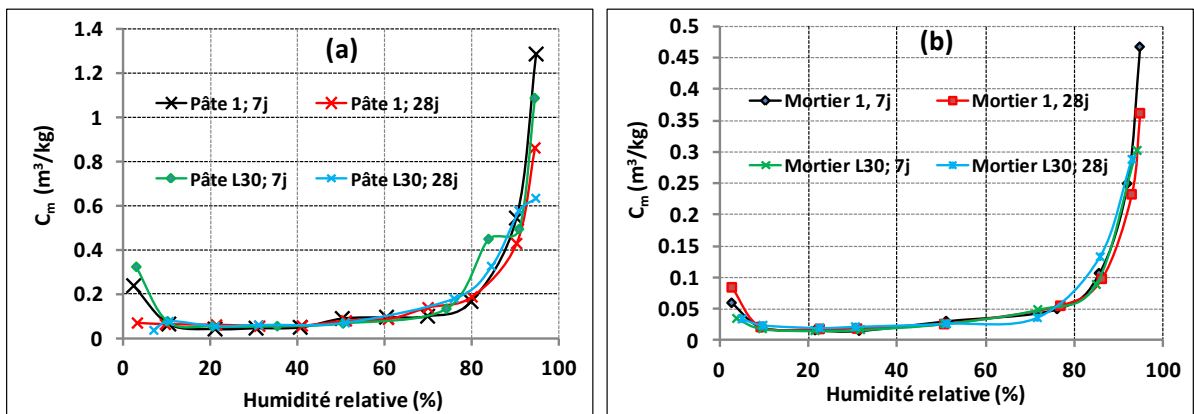 (a)
1.4
1.2
1
0.8
0.6
0.4
0.2
0
Cₘ (m³/kg)
Pâte 1; 7j
Pâte 1; 28j
Pâte L30; 7j
Pâte L30; 28j
0 20 40 60 80 100
Humidité relative (%)
(b)
0.5
0.45
0.4
0.35
0.3
0.25
0.2
0.15
0.1
0.05
0
Cₘ (m³/kg)
Mortier 1, 7j
Mortier 1, 28j
Mortier L30; 7j
Mortier L30; 28j
0 20 40 60 80 100
Humidité relative (%)